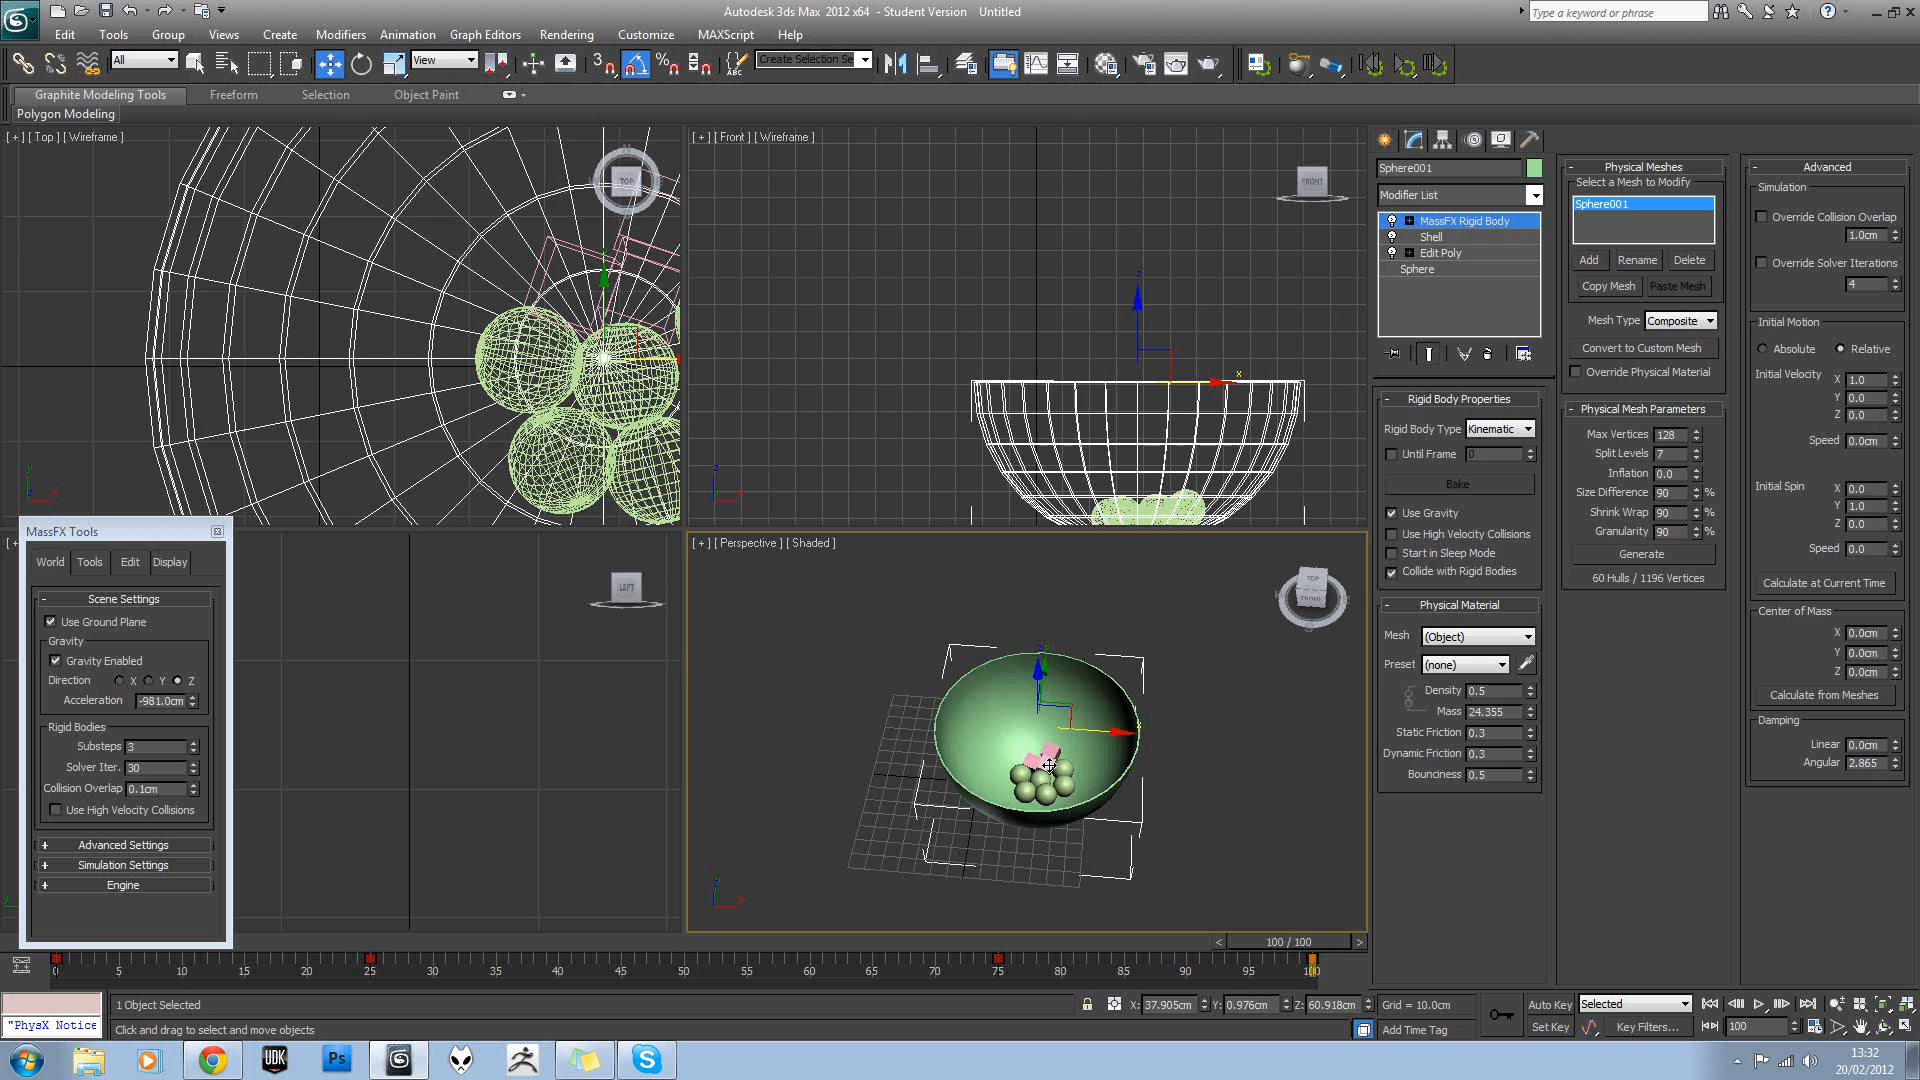 Autodesk 3ds Max 2012 x64 - Student Version Untitled
Type a keyword or phrase
Edit Tools Group Views Create Modifiers Animation Graph Editors Rendering Customize MAXScript Help
All View 3 Create Selection Se
Graphite Modeling Tools Freeform Selection Object Paint
Polygon Modeling
[ + ] [ Top ] [ Wireframe ]
TOP
[ + ] [ Front ] [ Wireframe ]
FRONT
LEFT
[ + ] [ Perspective ] [ Shaded ]
TOP
FRONT
MassFX Tools
World Tools Edit Display
Scene Settings
Use Ground Plane
Gravity
Gravity Enabled
Direction X Y Z
Acceleration -981.0cm
Rigid Bodies
Substeps 3
Solver Iter. 30
Collision Overlap 0.1cm
Use High Velocity Collisions
Advanced Settings
Simulation Settings
Engine
Sphere001
Modifier List
MassFX Rigid Body
Shell
Edit Poly
Sphere
Rigid Body Properties
Rigid Body Type Kinematic
Until Frame 0
Bake
Use Gravity
Use High Velocity Collisions
Start in Sleep Mode
Collide with Rigid Bodies
Physical Material
Mesh (Object)
Preset (none)
Density 0.5
Mass 24.355
Static Friction 0.3
Dynamic Friction 0.3
Bounciness 0.5
Physical Meshes
Select a Mesh to Modify
Sphere001
Add Rename Delete
Copy Mesh Paste Mesh
Mesh Type Composite
Convert to Custom Mesh
Override Physical Material
Physical Mesh Parameters
Max Vertices 128
Split Levels 7
Inflation 0.0
Size Difference 90 %
Shrink Wrap 90 %
Granularity 90 %
Generate
60 Hulls / 1196 Vertices
Advanced
Simulation
Override Collision Overlap
1.0cm
Override Solver Iterations
4
Initial Motion
Absolute Relative
Initial Velocity X 1.0
Y 0.0
Z 0.0
Speed 0.0cm
Initial Spin X 0.0
Y 1.0
Z 0.0
Speed 0.0
Calculate at Current Time
Center of Mass
X 0.0cm
Y 0.0cm
Z 0.0cm
Calculate from Meshes
Damping
Linear 0.0cm
Angular 2.865
< 100 / 100 >
0 5 10 15 20 25 30 35 40 45 50 55 60 65 70 75 80 85 90 95 100
1 Object Selected X: 37.905cm Y: 0.976cm Z: 60.918cm Grid = 10.0cm Auto Key Selected
"PhysX Notice Click and drag to select and move objects Add Time Tag Set Key Key Filters... 100
UDK Ps
13:32
20/02/2012